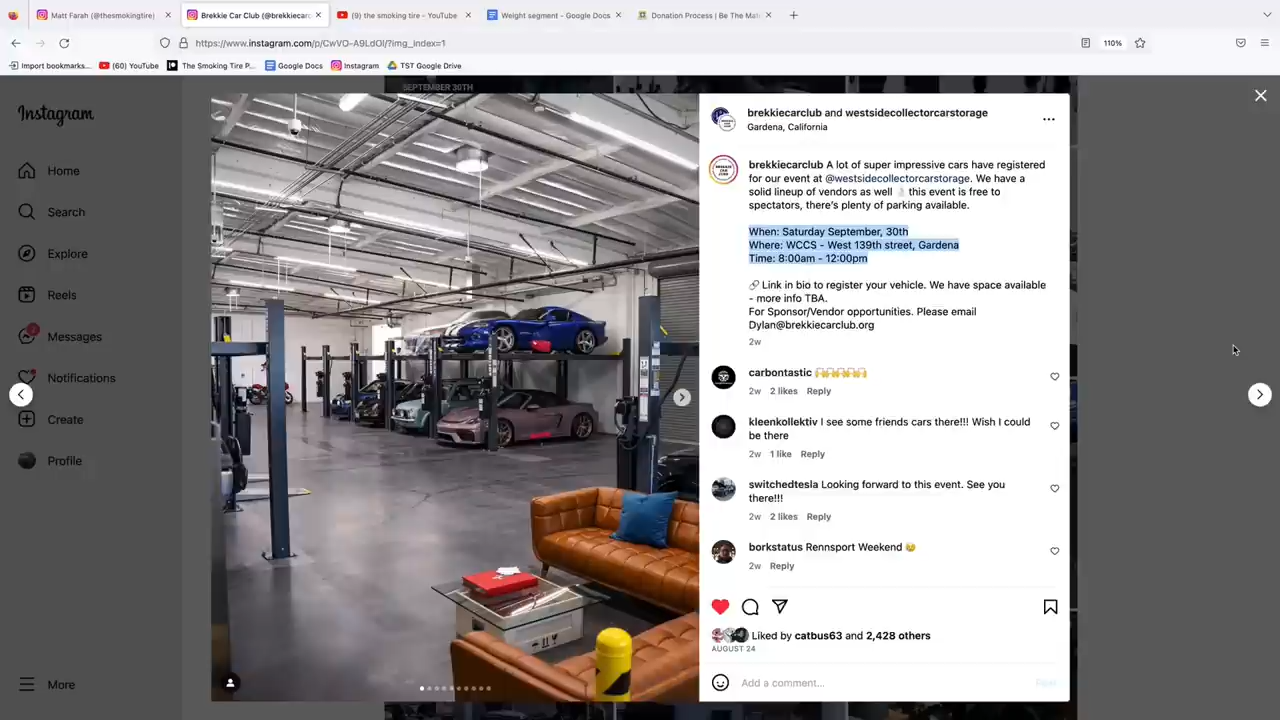 Matt Farah (@thesmokingtire)
Brekkie Car Club (@brekkiecar
(9) the smoking tire - YouTube
Weight segment - Google Docs
Donation Process | Be The Mat
https://www.instagram.com/p/CwVO-A9LdOl/?img_index=1
110%
Import bookmarks...
(60) YouTube
The Smoking Tire P...
Google Docs
Instagram
TST Google Drive
SEPTEMBER 30TH
Instagram
Home
Search
Explore
Reels
Messages
Notifications
Create
Profile
More
brekkiecarclub and westsidecollectorcarstorage
Gardena, California
brekkiecarclub A lot of super impressive cars have registered
for our event at @westsidecollectorcarstorage. We have a
solid lineup of vendors as well 🤌🏻 this event is free to
spectators, there's plenty of parking available.
When: Saturday September, 30th
Where: WCCS - West 139th street, Gardena
Time: 8:00am - 12:00pm
🔗 Link in bio to register your vehicle. We have space available
- more info TBA.
For Sponsor/Vendor opportunities. Please email
Dylan@brekkiecarclub.org
2w
carbontastic 🙌🙌🙌🙌🙌
2w 2 likes Reply
kleenkollektiv I see some friends cars there!!! Wish I could
be there
2w 1 like Reply
switchedtesla Looking forward to this event. See you
there!!!
2w 2 likes Reply
borkstatus Rennsport Weekend 😢
2w Reply
Liked by catbus63 and 2,428 others
AUGUST 24
Add a comment...
Post